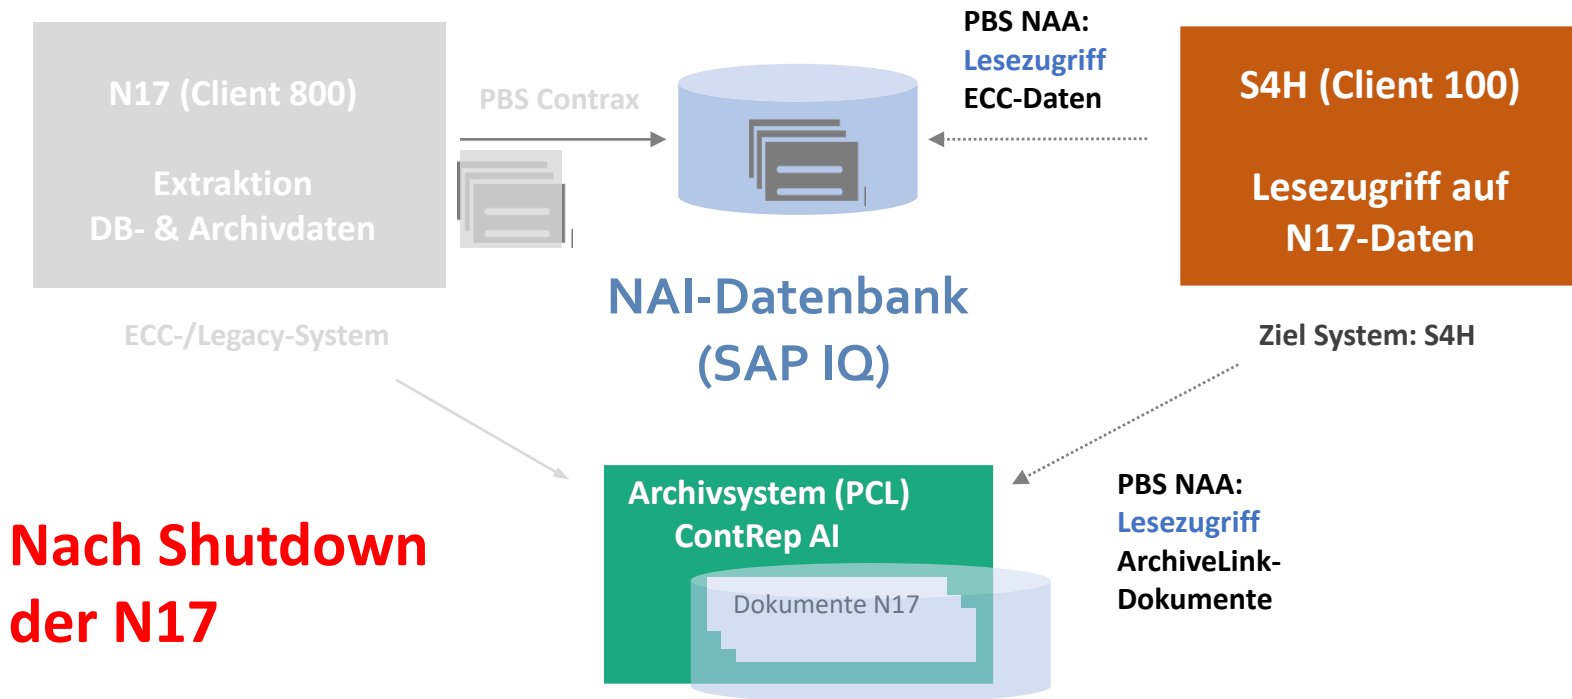 N17 (Client 800)
Extraktion
DB- & Archivdaten
ECC-/Legacy-System
PBS Contrax
NAI-Datenbank
(SAP IQ)
PBS NAA:
Lesezugriff
ECC-Daten
S4H (Client 100)
Lesezugriff auf
N17-Daten
Ziel System: S4H
Nach Shutdown
der N17
Archivsystem (PCL)
ContRep AI
Dokumente N17
PBS NAA:
Lesezugriff
ArchiveLink-
Dokumente